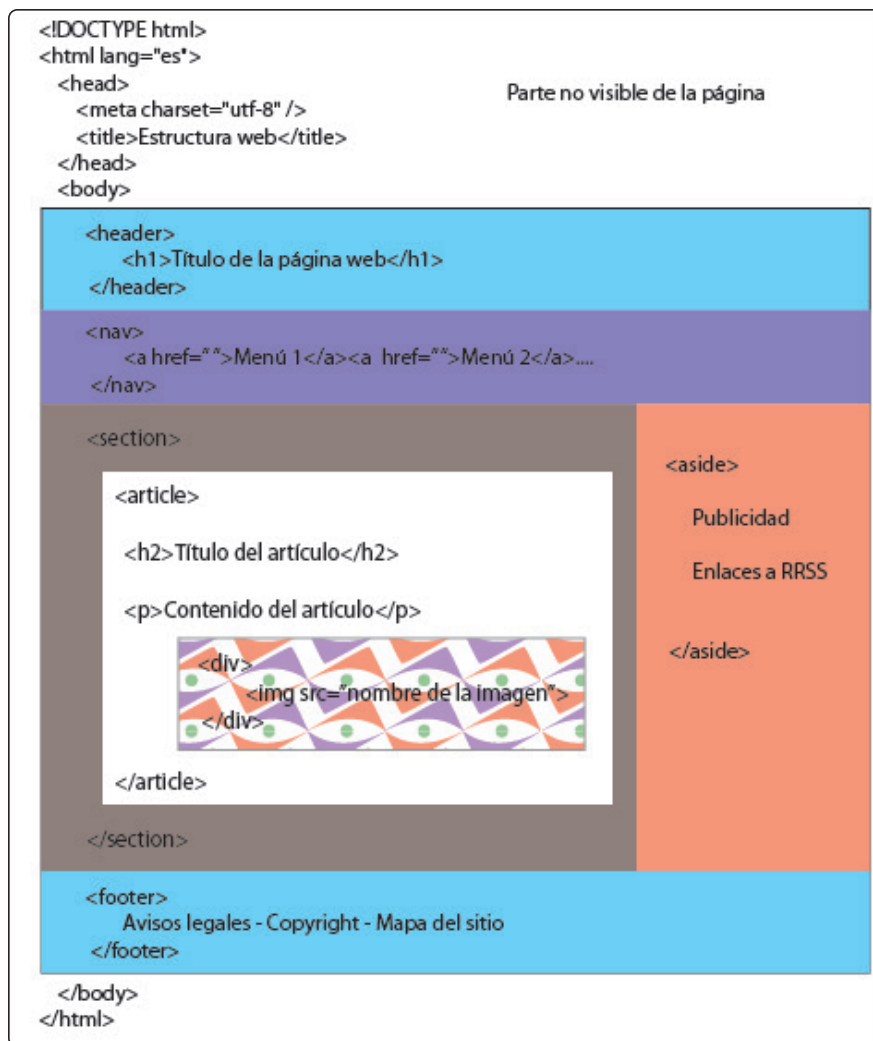 <!DOCTYPE html>
<html lang="es">
<head>
Parte no visible de la página
<meta charset="utf-8" />
<title>Estructura web</title>
</head>
<body>
<header>
<h1>Título de la página web</h1>
</header>
<nav>
<a href="">Menú 1</a><a href="">Menú 2</a>....
</nav>
<section>
<article>
<h2>Título del artículo</h2>
<p>Contenido del artículo</p>
<div>
<img src="nombre de la imagen">
</div>
</article>
</section>
<aside>
Publicidad
Enlaces a RRSS
</aside>
<footer>
Avisos legales - Copyright - Mapa del sitio
</footer>
</body>
</html>